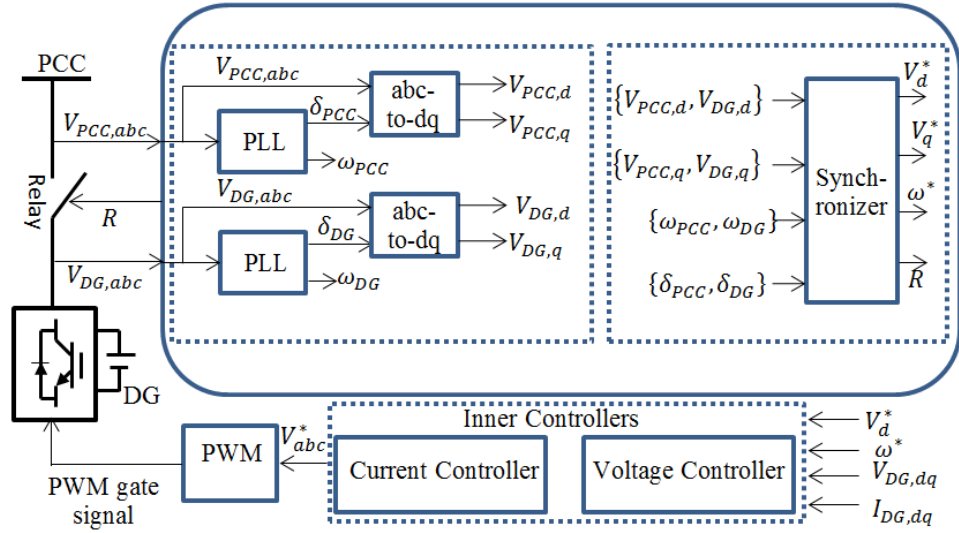 PCC
V_{PCC,abc}
Relay
R
V_{DG,abc}
DG
V_{PCC,abc}
δ_{PCC}
PLL
ω_{PCC}
abc-
to-dq
V_{PCC,d}
V_{PCC,q}
V_{DG,abc}
δ_{DG}
PLL
ω_{DG}
abc-
to-dq
V_{DG,d}
V_{DG,q}
{V_{PCC,d}, V_{DG,d}}
{V_{PCC,q}, V_{DG,q}}
{ω_{PCC}, ω_{DG}}
{δ_{PCC}, δ_{DG}}
Synch-
ronizer
V_d^*
V_q^*
ω^*
R
Inner Controllers
Current Controller
Voltage Controller
V_d^*
ω^*
V_{DG,dq}
I_{DG,dq}
V_{abc}^*
PWM
PWM gate
signal